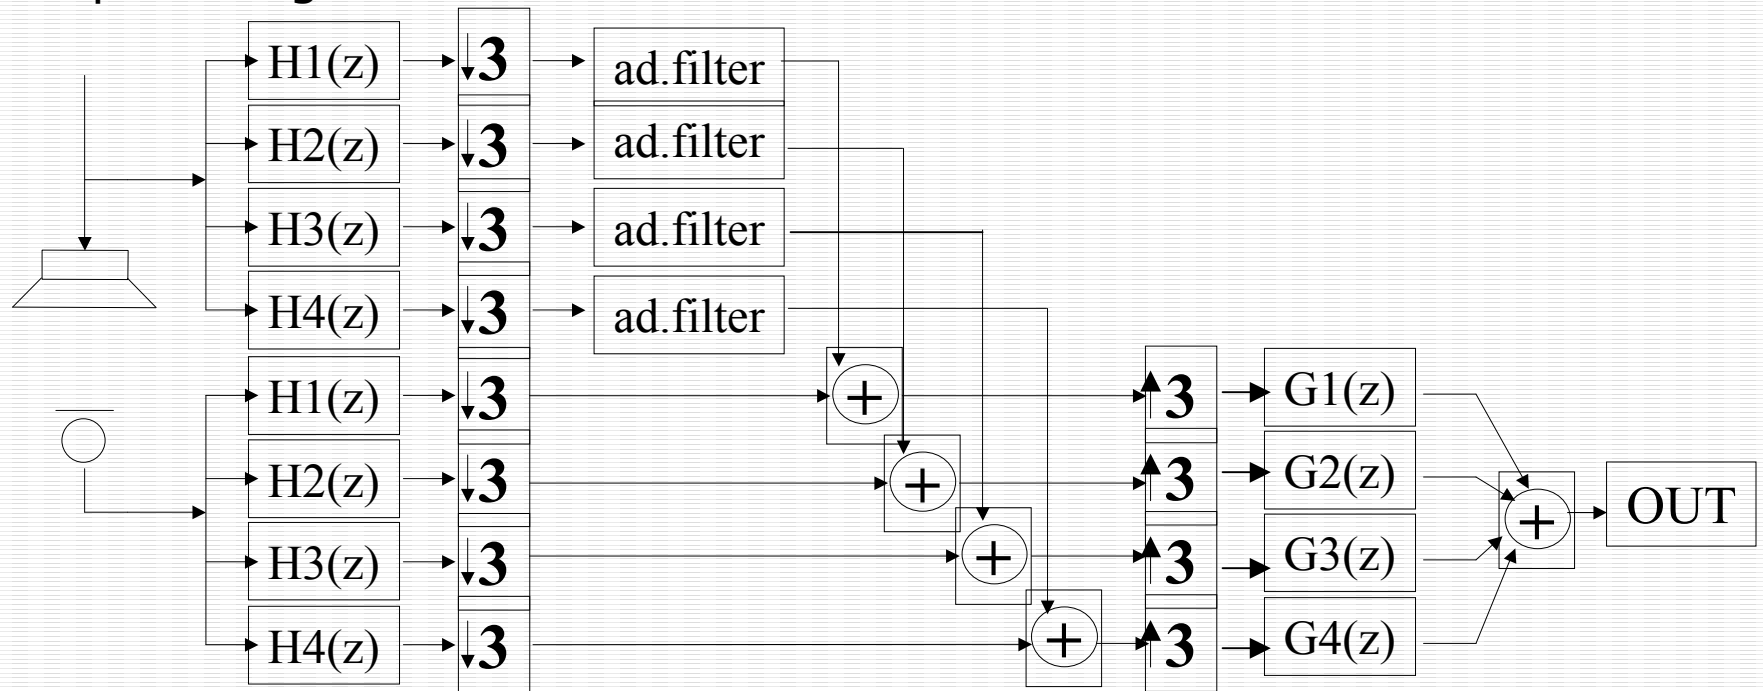 H1(z) ↓3 ad.filter
H2(z) ↓3 ad.filter
H3(z) ↓3 ad.filter
H4(z) ↓3 ad.filter
H1(z) ↓3 + ↑3 G1(z)
H2(z) ↓3 + ↑3 G2(z)
+ OUT
H3(z) ↓3 + ↑3 G3(z)
H4(z) ↓3 + ↑3 G4(z)